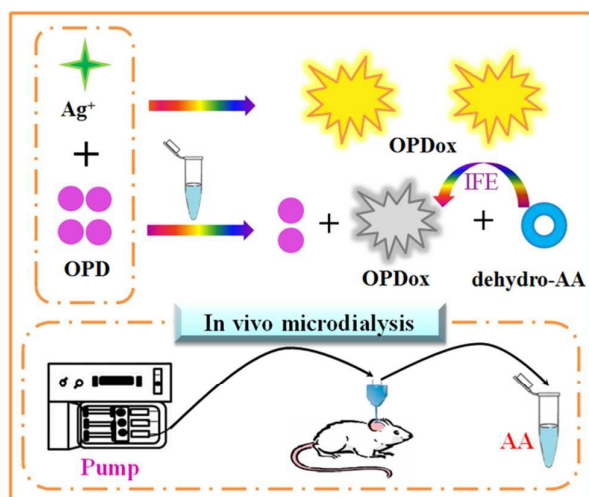 Ag⁺
+
OPD
OPDox
IFE
+
+
OPDox
dehydro-AA
In vivo microdialysis
Pump
AA